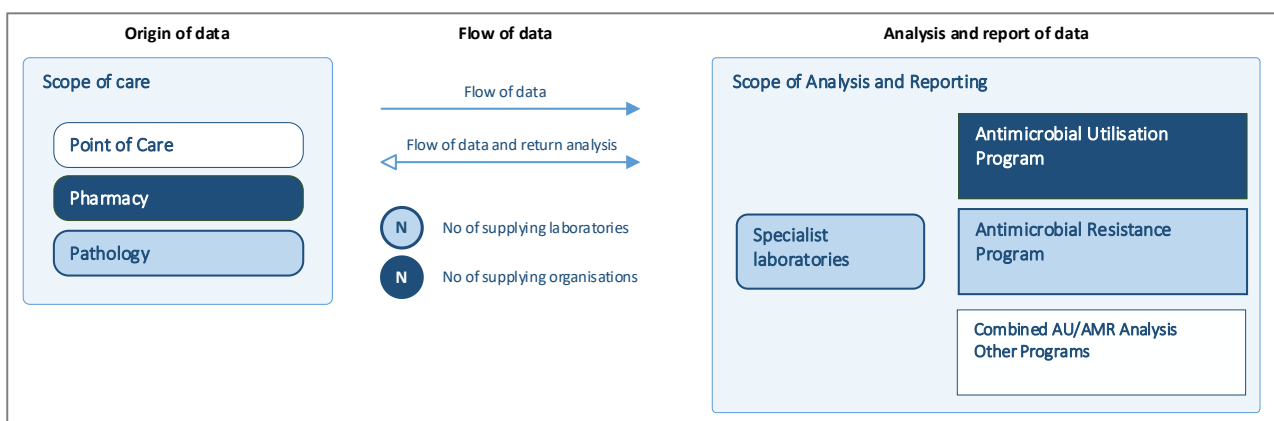 Origin of data
Flow of data
Analysis and report of data
Scope of care
Point of Care
Pharmacy
Pathology
Flow of data
Flow of data and return analysis
N
No of supplying laboratories
N
No of supplying organisations
Scope of Analysis and Reporting
Specialist
laboratories
Antimicrobial Utilisation
Program
Antimicrobial Resistance
Program
Combined AU/AMR Analysis
Other Programs